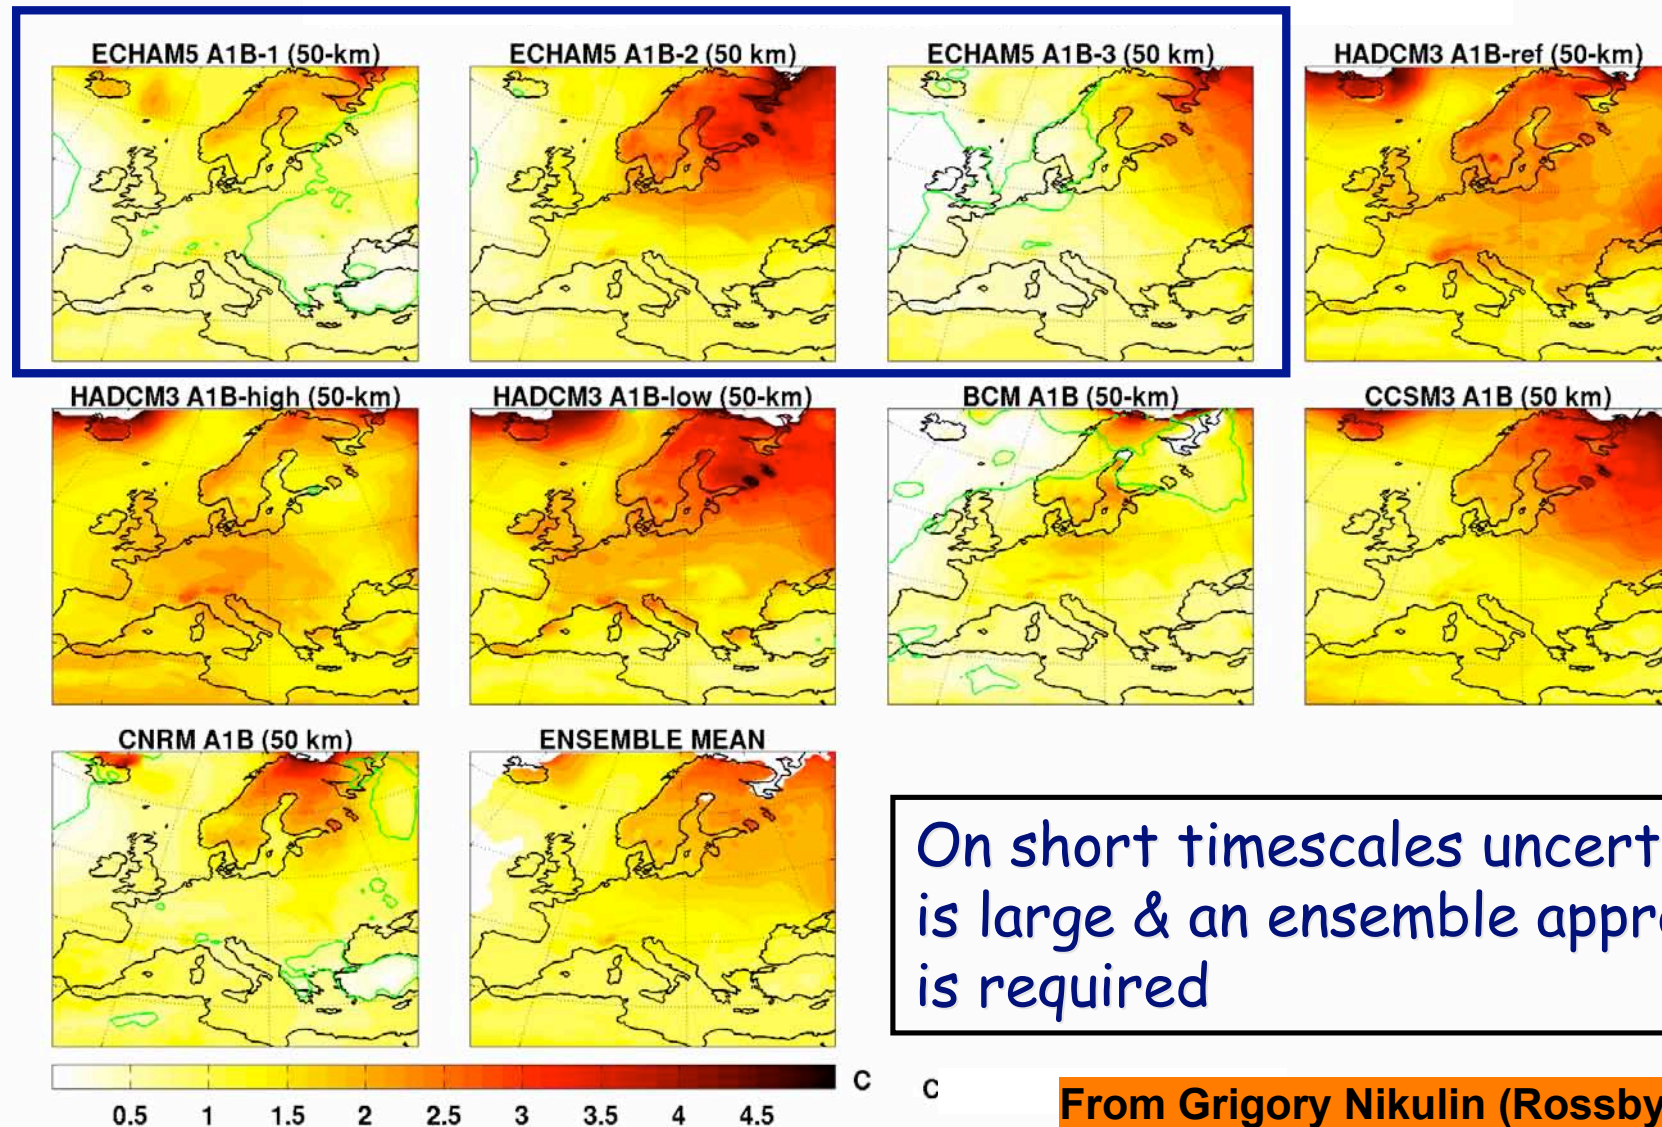 ECHAM5 A1B-1 (50-km)
ECHAM5 A1B-2 (50 km)
ECHAM5 A1B-3 (50 km)
HADCM3 A1B-ref (50-km)
HADCM3 A1B-high (50-km)
HADCM3 A1B-low (50-km)
BCM A1B (50-km)
CCSM3 A1B (50 km)
CNRM A1B (50 km)
ENSEMBLE MEAN
On short timescales uncert
is large & an ensemble appr
is required
0.5 1 1.5 2 2.5 3 3.5 4 4.5
C
C
From Grigory Nikulin (Rossby